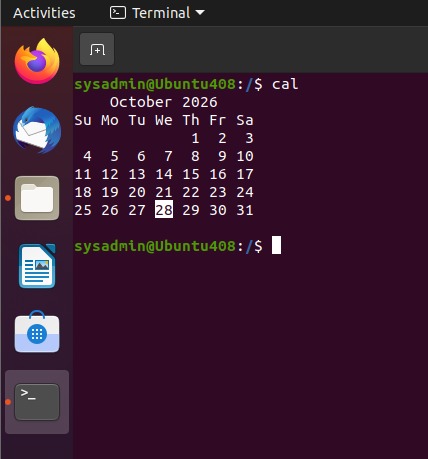 Activities Terminal
sysadmin@Ubuntu408:/$ cal
    October 2026
Su Mo Tu We Th Fr Sa
             1  2  3
 4  5  6  7  8  9 10
11 12 13 14 15 16 17
18 19 20 21 22 23 24
25 26 27 28 29 30 31
sysadmin@Ubuntu408:/$
>_